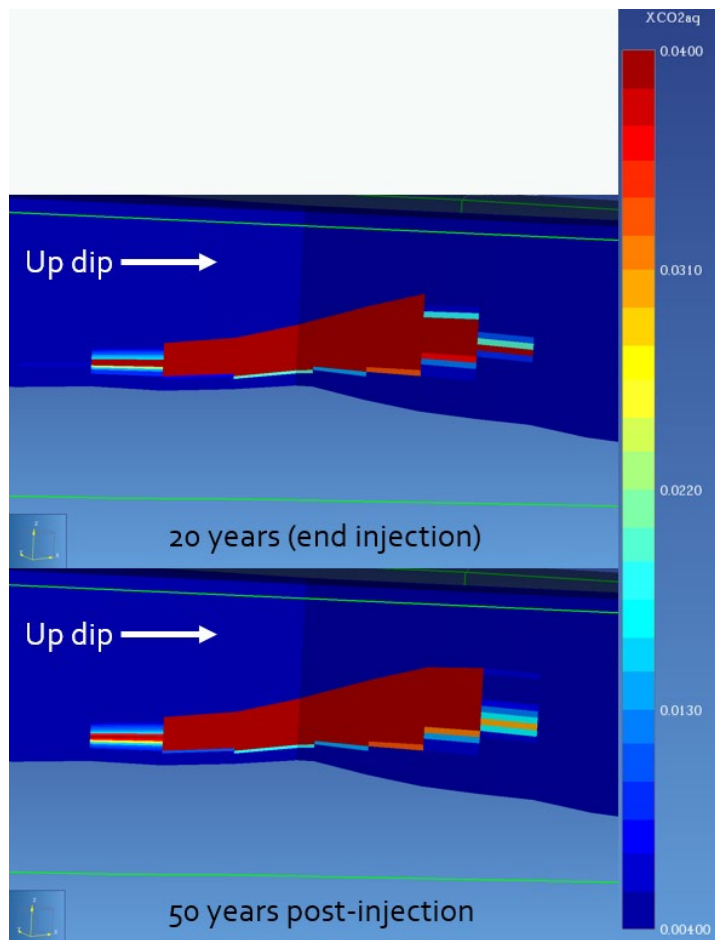 XCO2aq
0.0400
Up dip
0.0310
0.0220
20 years (end injection)
Up dip
0.0130
50 years post-injection
0.00400